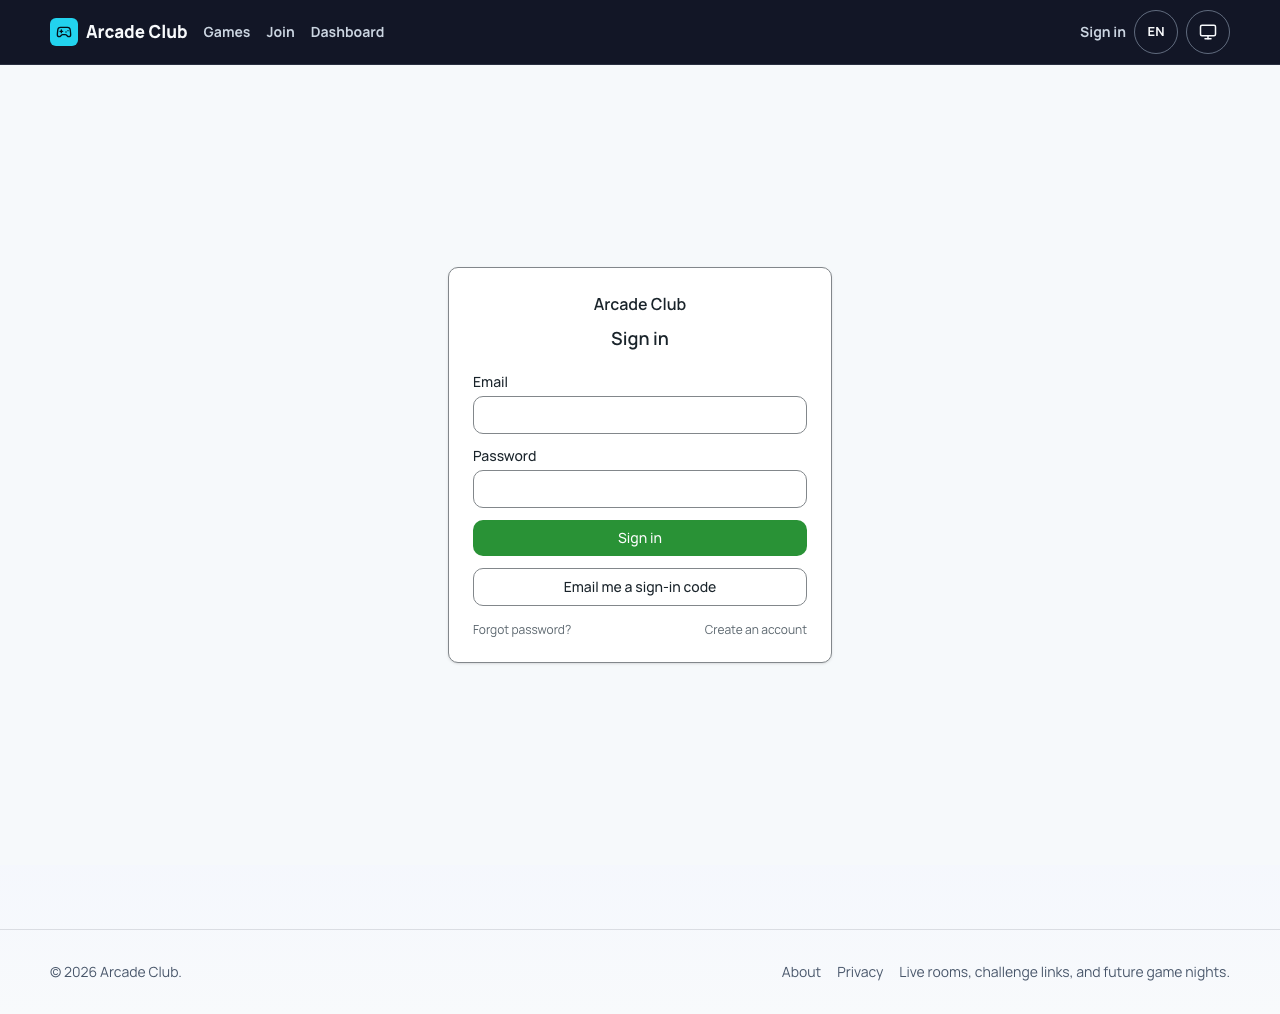 Arcade Club Games Join Dashboard Sign in EN
Arcade Club
Sign in
Email
Password
Sign in
Email me a sign-in code
Forgot password? Create an account
© 2026 Arcade Club. About Privacy Live rooms, challenge links, and future game nights.